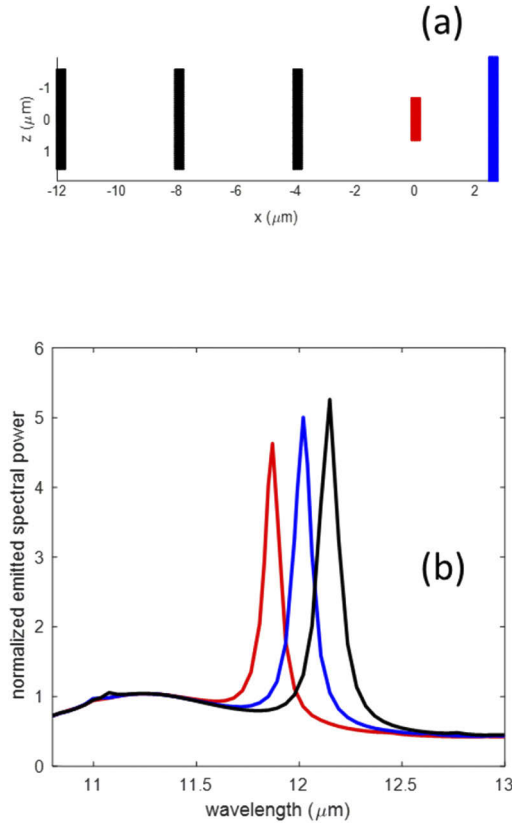 (a)
-1
0
1
z (μm)
-12 -10 -8 -6 -4 -2 0 2
x (μm)
6
5
4
3
2
1
0
normalized emitted spectral power
(b)
11 11.5 12 12.5 13
wavelength (μm)